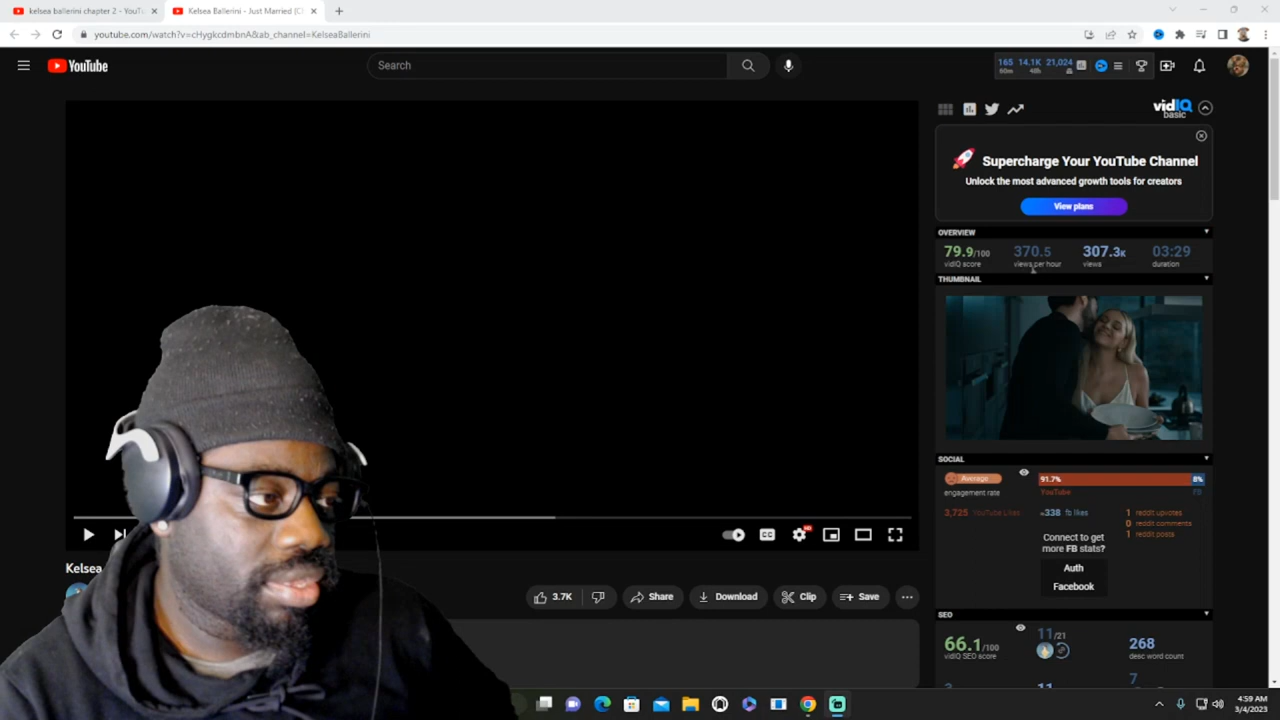 kelsea ballerini chapter 2 - YouTu
Kelsea Ballerini - Just Married (
youtube.com/watch?v=cHygkcdmbnA&ab_channel=KelseaBallerini
YouTube
Search
165 14.1K 21,024
60m 48h
vidIQ
basic
Supercharge Your YouTube Channel
Unlock the most advanced growth tools for creators
View plans
OVERVIEW
79.9/100 370.5 307.3K 03:29
vidIQ score views per hour views duration
THUMBNAIL
SOCIAL
Average 91.7% 8%
engagement rate YouTube FB
3,725 YouTube Likes 338 fb likes 1 reddit upvotes
0 reddit comments
1 reddit posts
Connect to get
more FB stats?
Auth
Facebook
CC HD
Kelsea
3.7K Share Download Clip Save
SEO
66.1/100 11/21 268
vidIQ SEO score desc word count
11 7
4:59 AM
3/4/2023